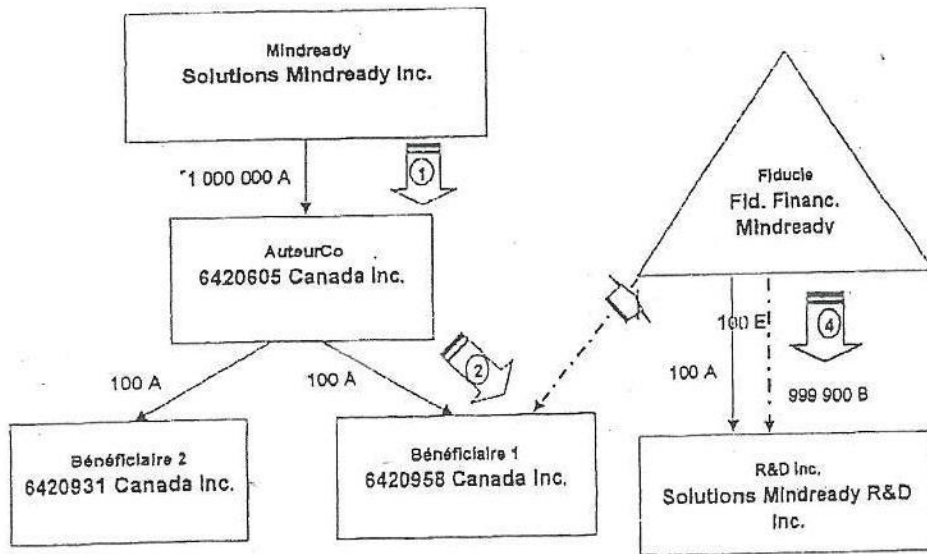 Mindready
Solutions Mindready Inc.
1 000 000 A
1
AuteurCo
6420605 Canada Inc.
Fiducie
Fid. Financ.
Mindready
100 A
100 A
2
100 E
100 A
4
999 900 B
Bénéficiaire 2
6420931 Canada Inc.
Bénéficiaire 1
6420958 Canada Inc.
R&D Inc.
Solutions Mindready R&D
Inc.